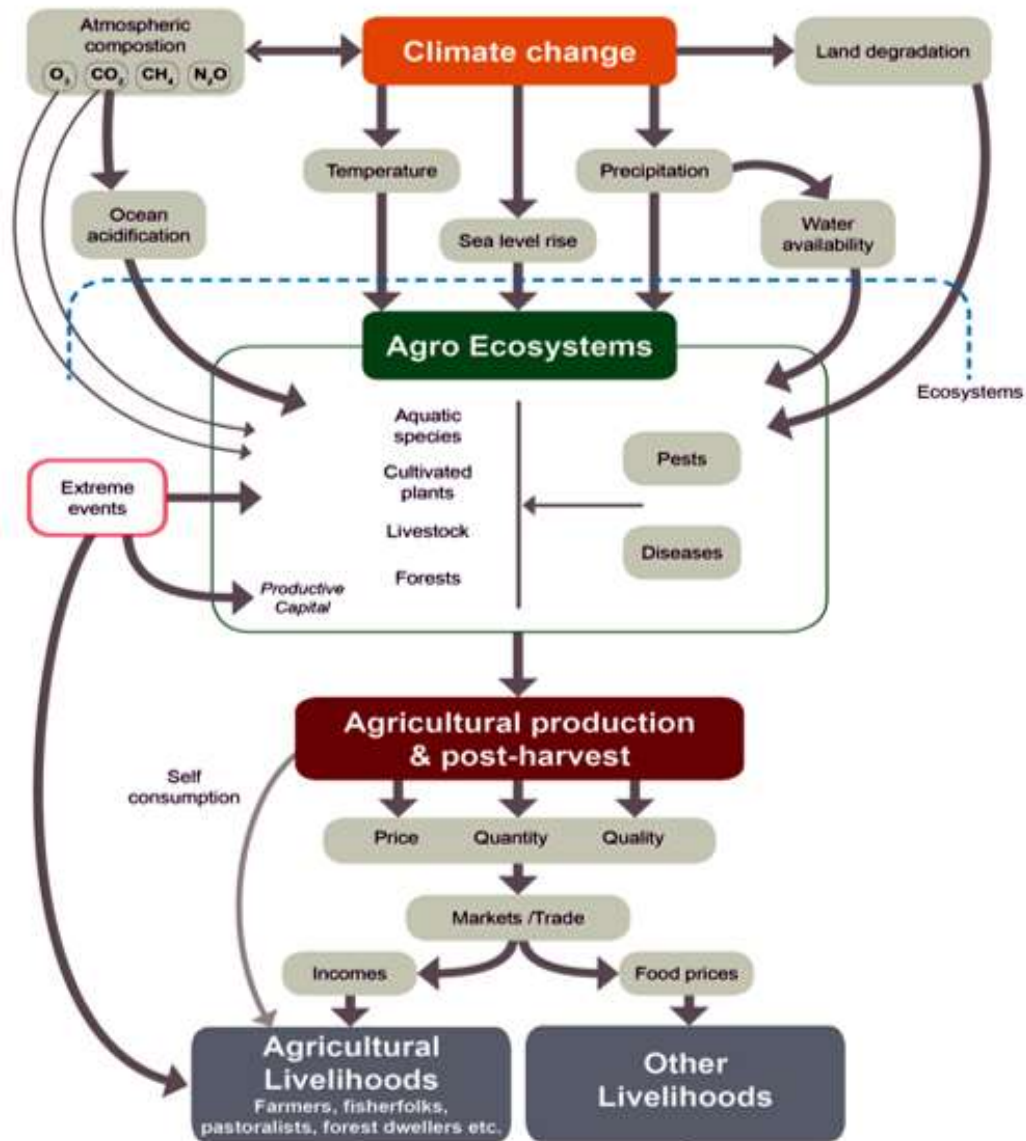 Atmospheric
compostion
O3 CO2 CH4 N2O
Climate change
Land degradation
Temperature
Precipitation
Ocean
acidification
Sea level rise
Water
availability
Agro Ecosystems
Ecosystems
Aquatic
species
Cultivated
plants
Livestock
Forests
Pests
Diseases
Extreme
events
Productive
Capital
Agricultural production
& post-harvest
Self
consumption
Price Quantity Quality
Markets /Trade
Incomes
Food prices
Agricultural
Livelihoods
Farmers, fisherfolks,
pastoralists, forest dwellers etc.
Other
Livelihoods